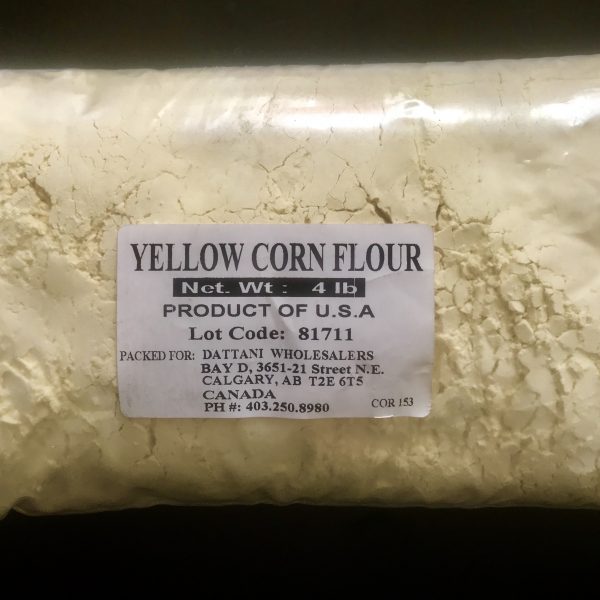 YELLOW CORN FLOUR
Net. Wt : 4 lb
PRODUCT OF U.S.A
Lot Code: 81711
PACKED FOR: DATTANI WHOLESALERS
BAY D, 3651-21 Street N.E.
CALGARY, AB T2E 6T5
CANADA
PH #: 403.250.8980
COR 153